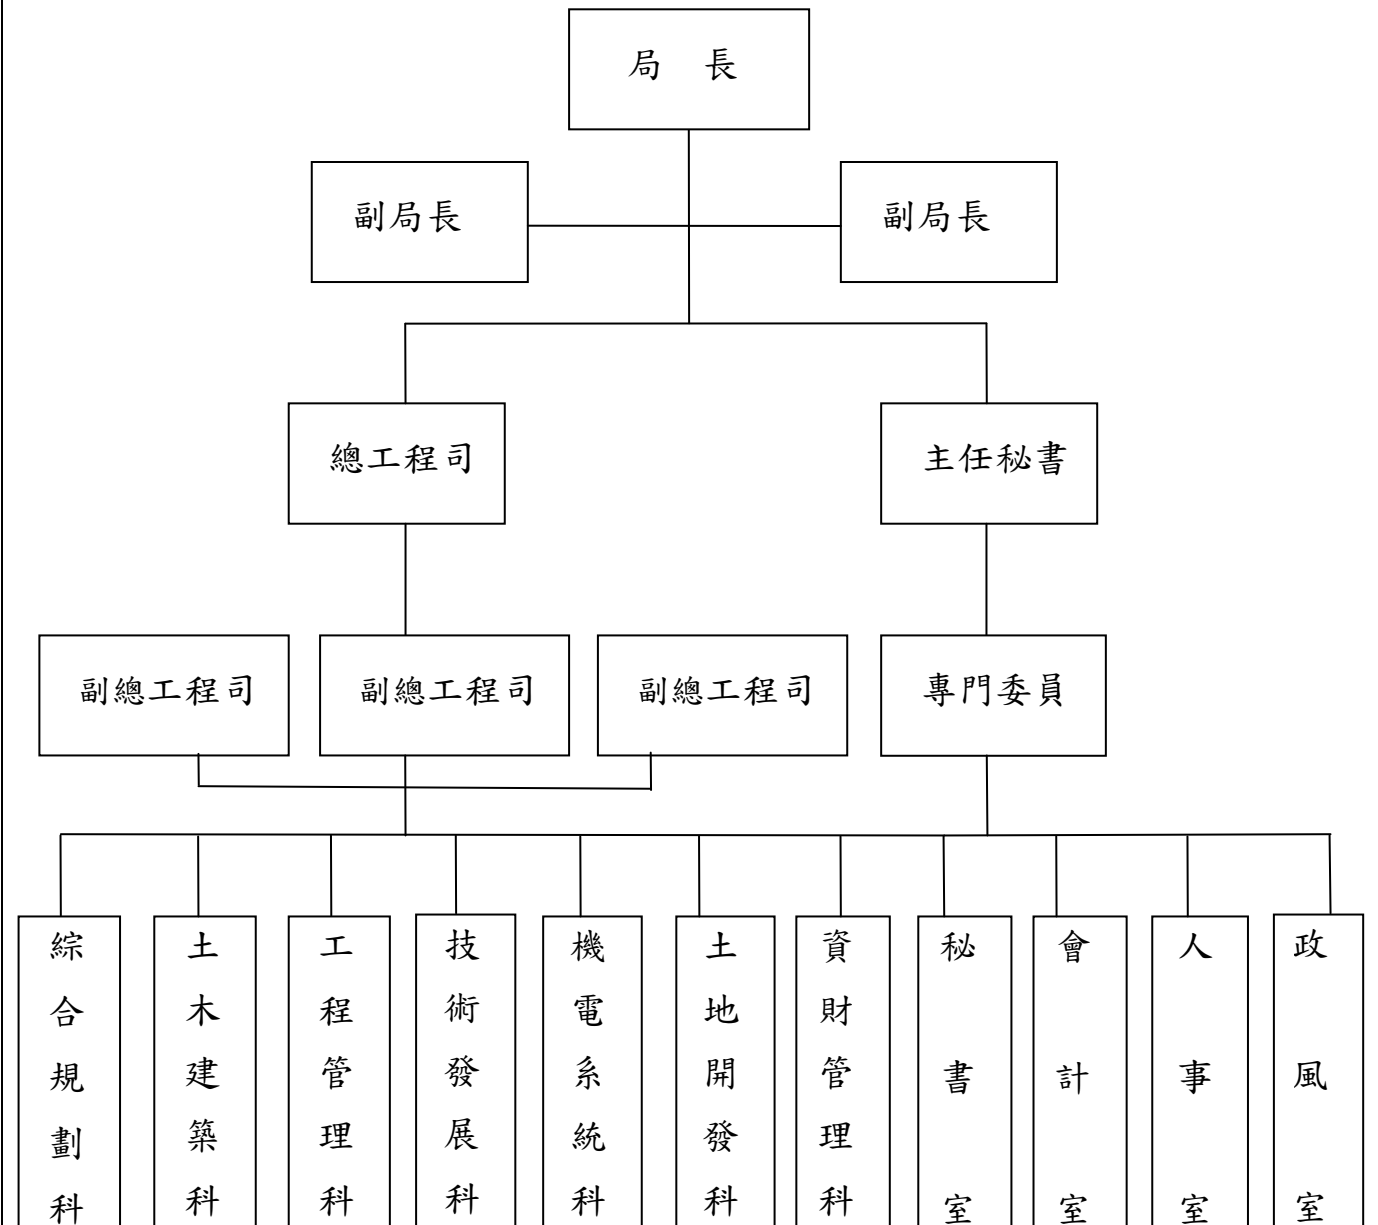 局　長
副局長
副局長
總工程司
主任秘書
副總工程司
副總工程司
副總工程司
專門委員
綜合規劃科
土木建築科
工程管理科
技術發展科
機電系統科
土地開發科
資財管理科
秘書室
會計室
人事室
政風室